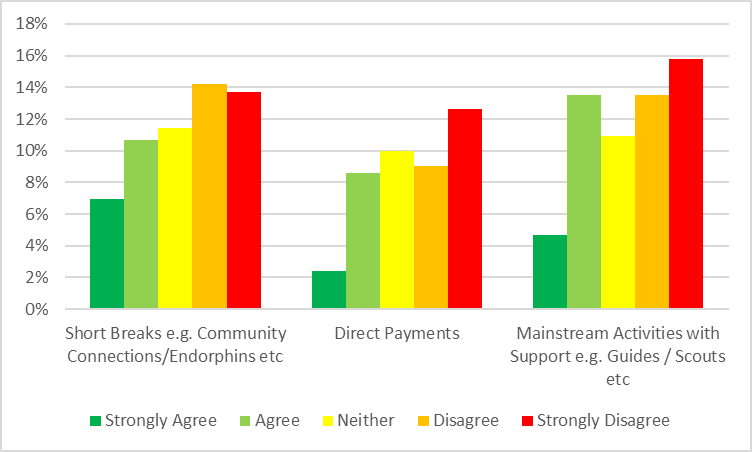 18%
16%
14%
12%
10%
8%
6%
4%
2%
0%
Short Breaks e.g. Community
Connections/Endorphins etc
Direct Payments
Mainstream Activities with
Support e.g. Guides / Scouts
etc
Strongly Agree
Agree
Neither
Disagree
Strongly Disagree